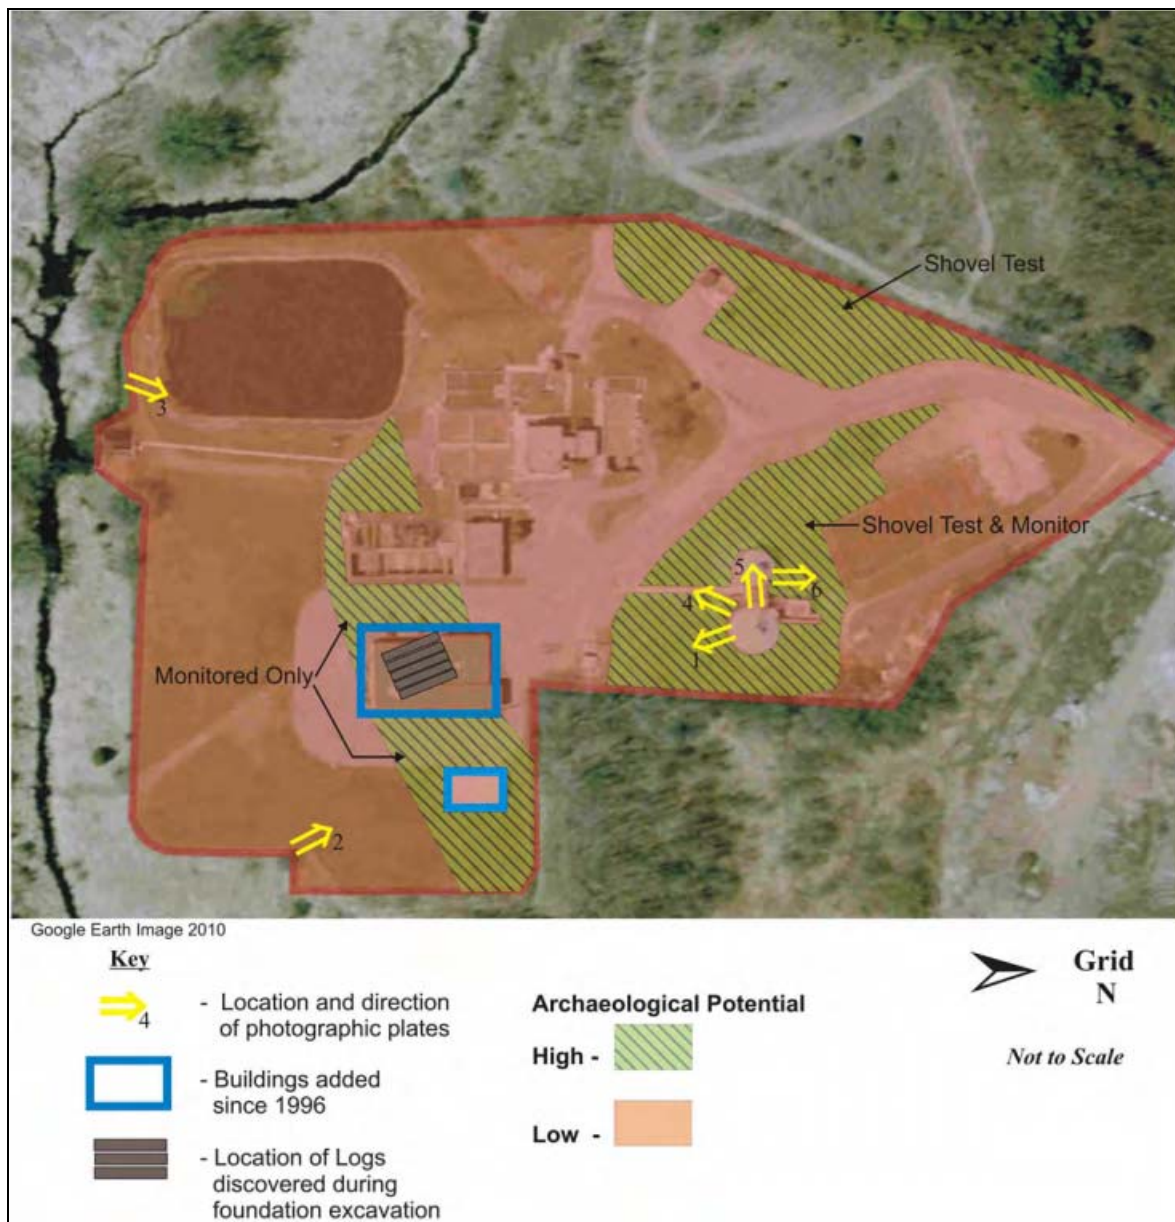 Shovel Test
3
Shovel Test & Monitor
5
6
4
1
Monitored Only
2
Google Earth Image 2010
Key
4
- Location and direction
of photographic plates
- Buildings added
since 1996
- Location of Logs
discovered during
foundation excavation
Archaeological Potential
High -
Low -
Grid
N
Not to Scale